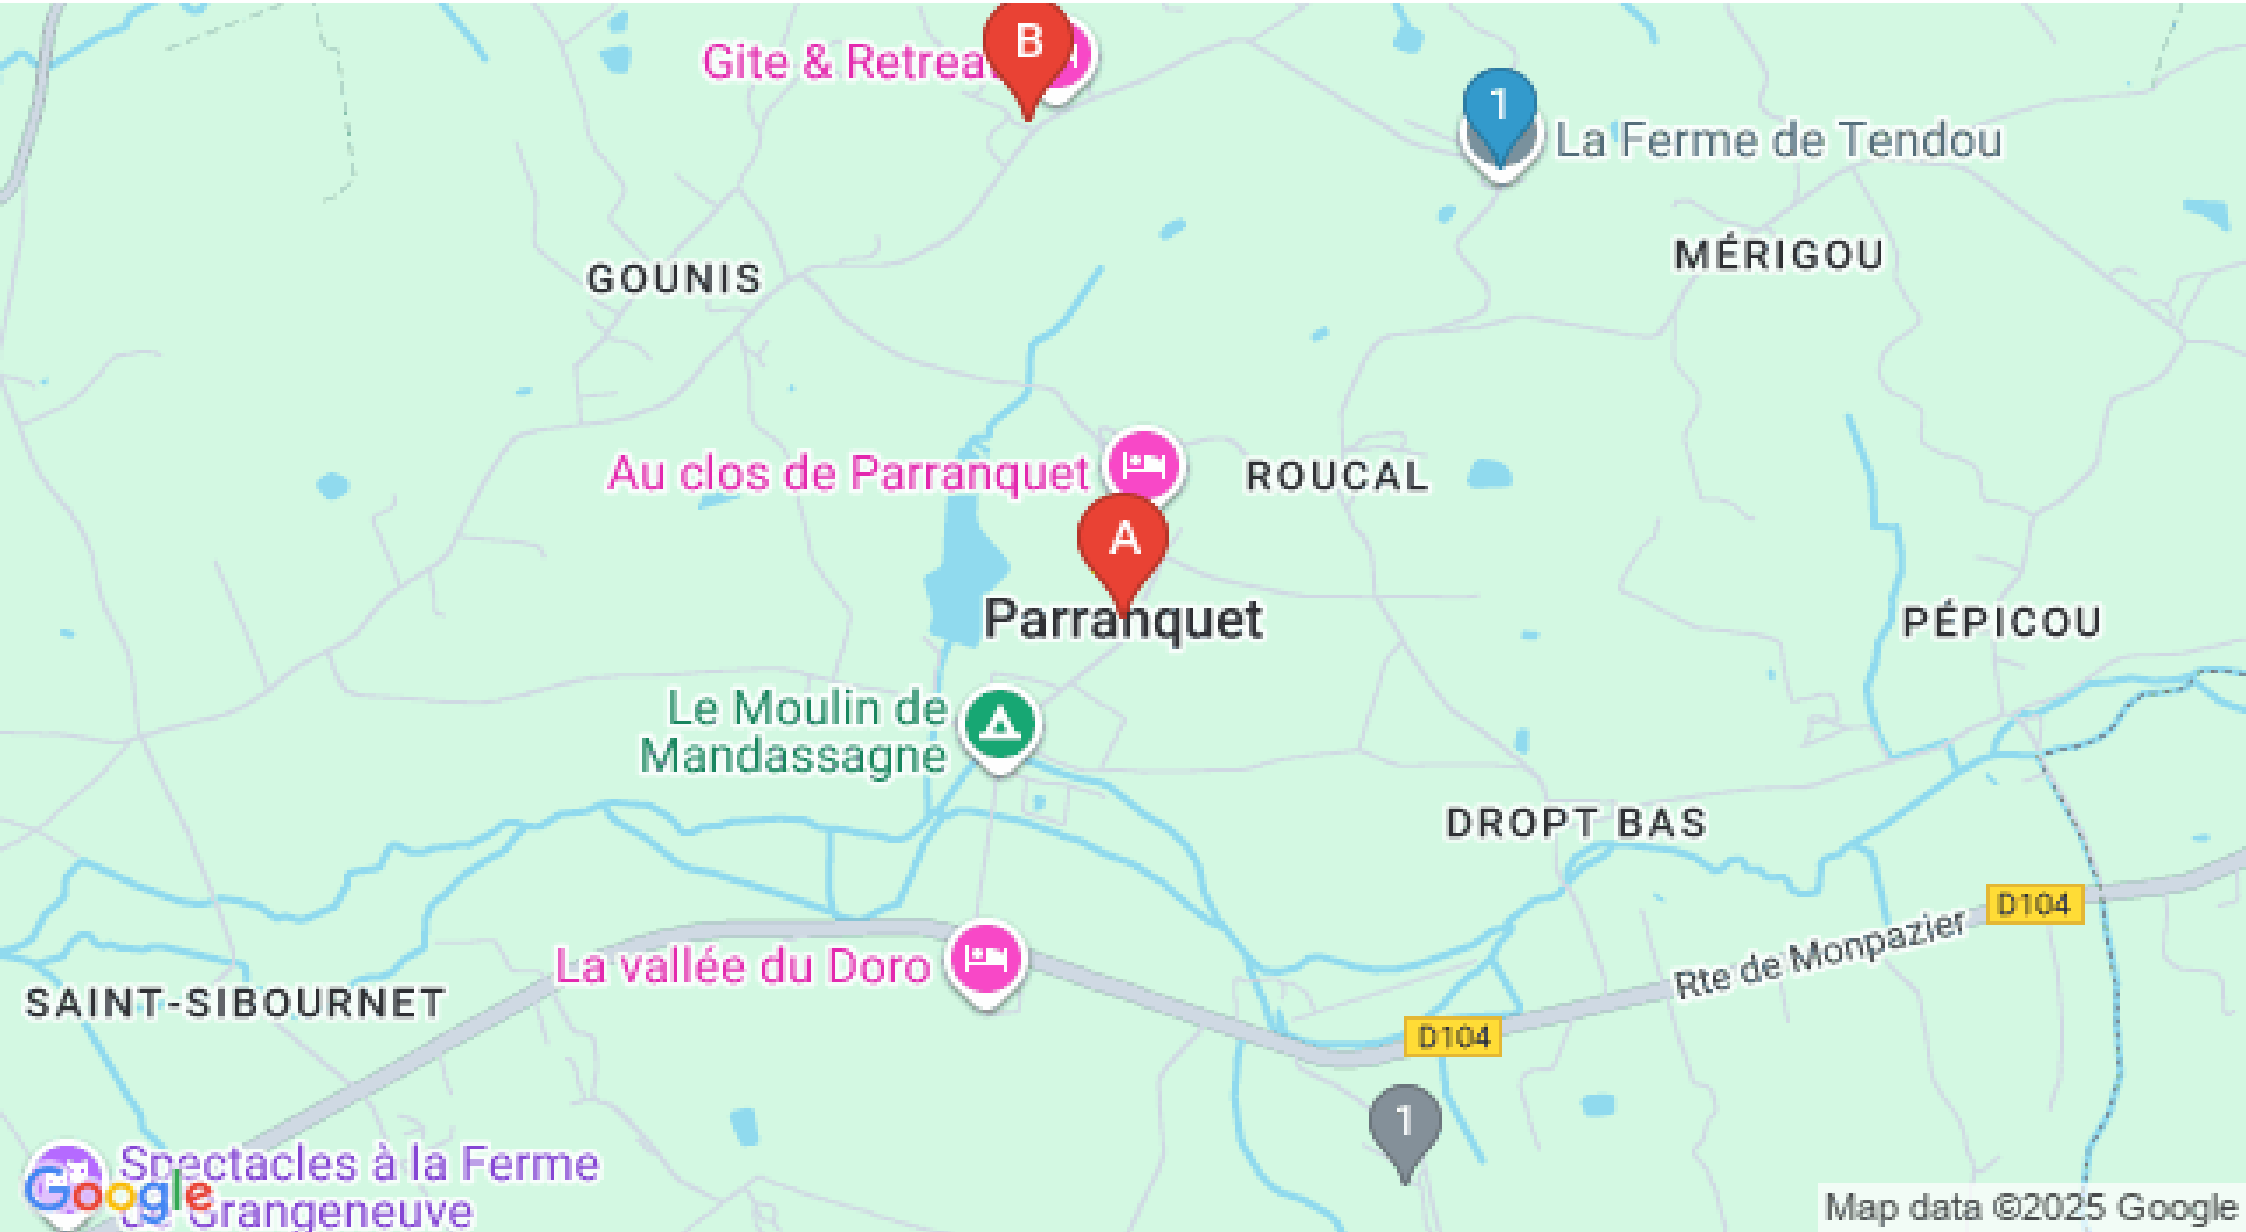 B
Gite & Retrea
1
La Ferme de Tendou
MÉRIGOU
GOUNIS
Au clos de Parranquet
ROUCAL
A
Parranquet
PÉPICOU
Le Moulin de
Mandassagne
DROPT BAS
D104
Rte de Monpazier
La vallée du Doro
SAINT-SIBOURNET
D104
1
Spectacles à la Ferme
Grangeneuve
Google
Map data ©2025 Google